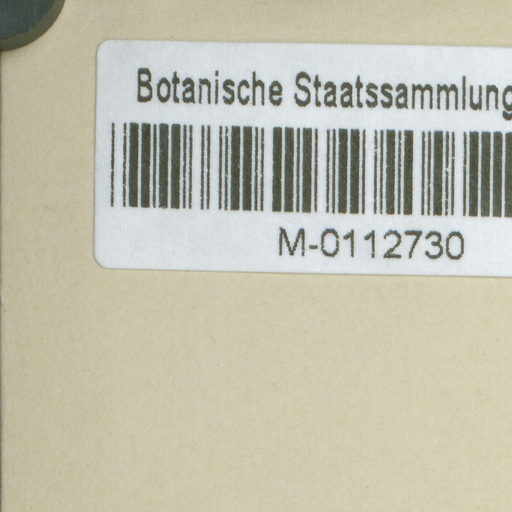 Botanische Staatssammlung
M-0112730